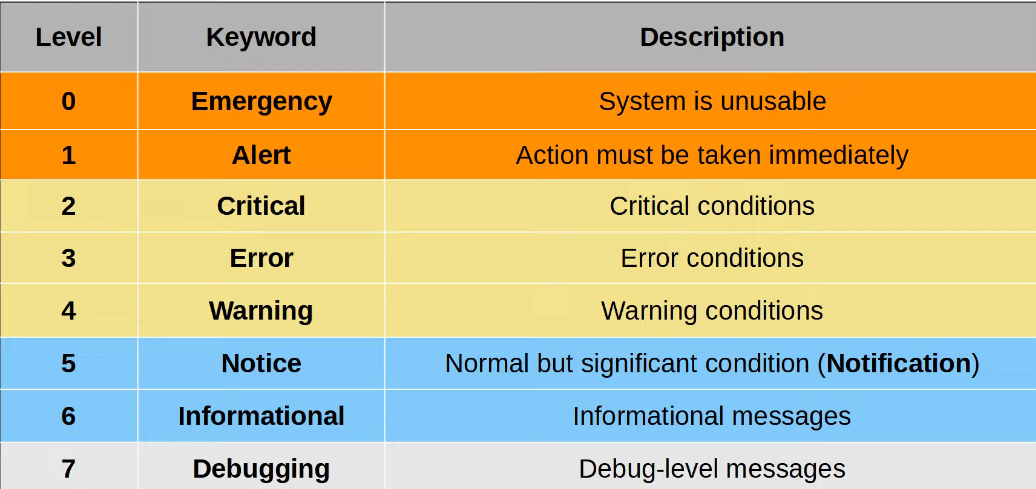 Level Keyword Description
0 Emergency System is unusable
1 Alert Action must be taken immediately
2 Critical Critical conditions
3 Error Error conditions
4 Warning Warning conditions
5 Notice Normal but significant condition (Notification)
6 Informational Informational messages
7 Debugging Debug-level messages